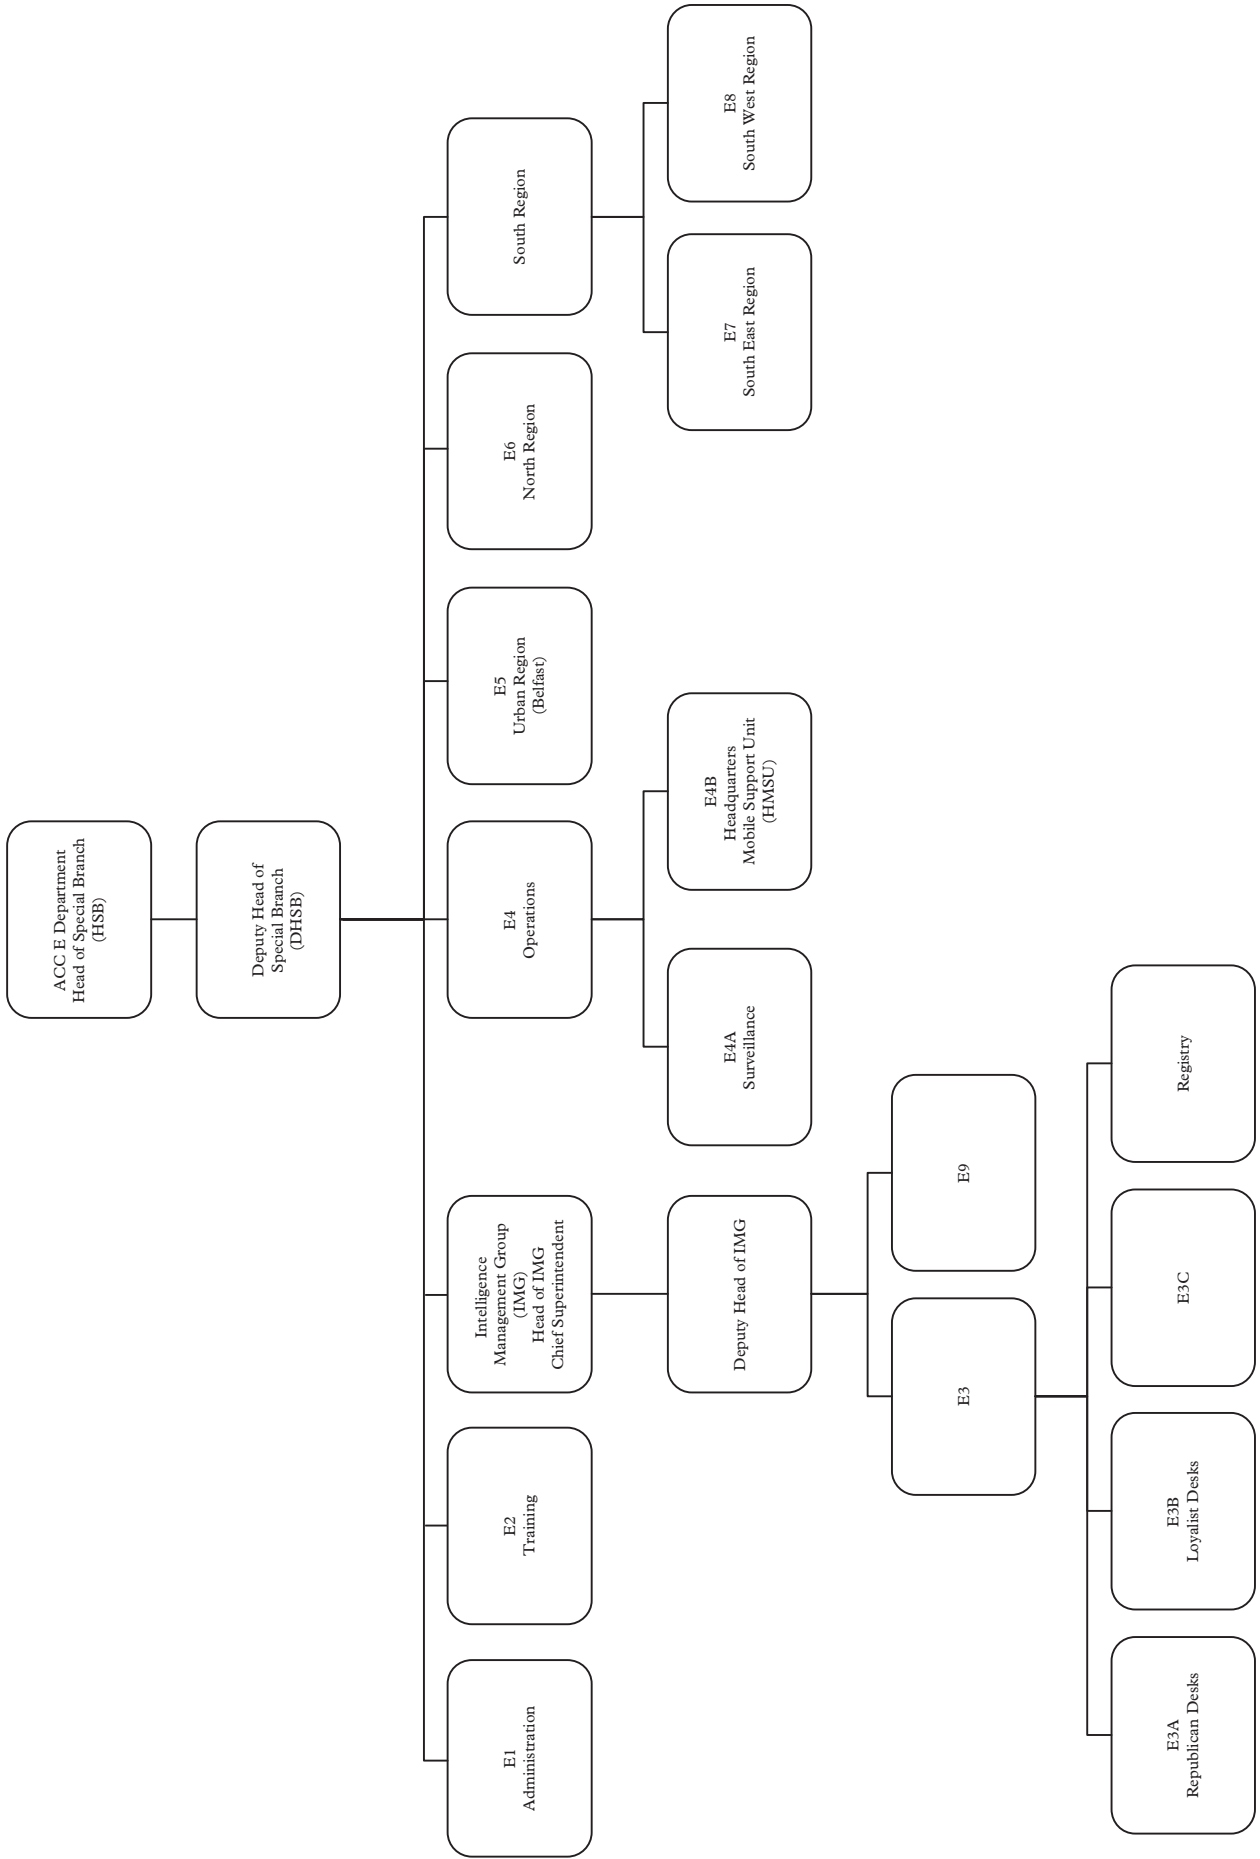 ACC E Department
Head of Special Branch
(HSB)
Deputy Head of
Special Branch
(DHSB)
E1
Administration
E2
Training
Intelligence
Management Group
(IMG)
Head of IMG
Chief Superintendent
E4
Operations
E5
Urban Region
(Belfast)
E6
North Region
South Region
Deputy Head of IMG
E4A
Surveillance
E4B
Headquarters
Mobile Support Unit
(HMSU)
E7
South East Region
E8
South West Region
E3
E9
E3A
Republican Desks
E3B
Loyalist Desks
E3C
Registry